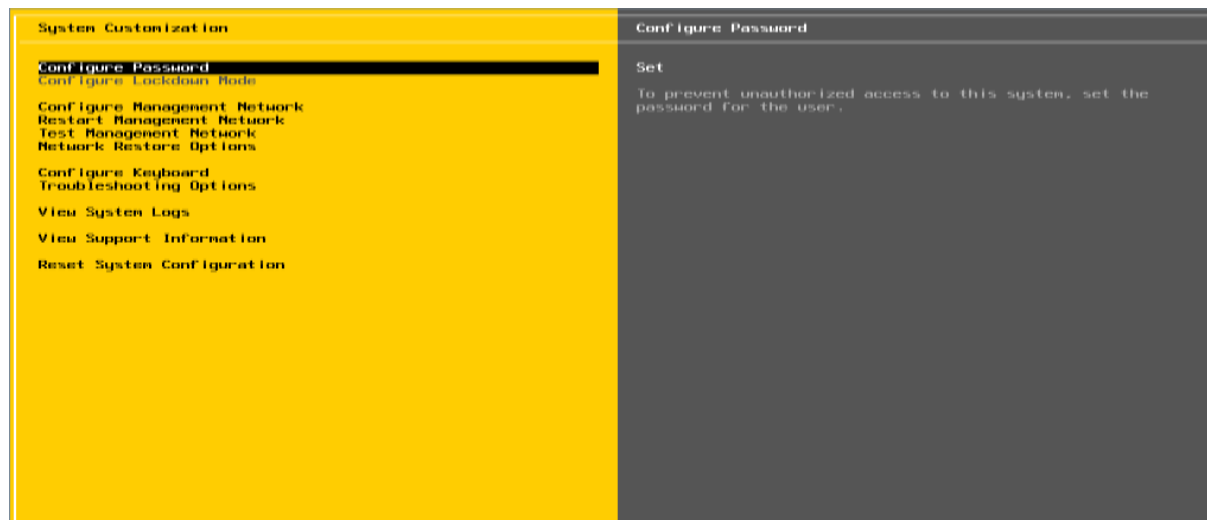 System Customization
Configure Password
Configure Lockdown Mode
Configure Management Network
Restart Management Network
Test Management Network
Network Restore Options
Configure Keyboard
Troubleshooting Options
View System Logs
View Support Information
Reset System Configuration
Configure Password
Set
To prevent unauthorized access to this system, set the
password for the user.